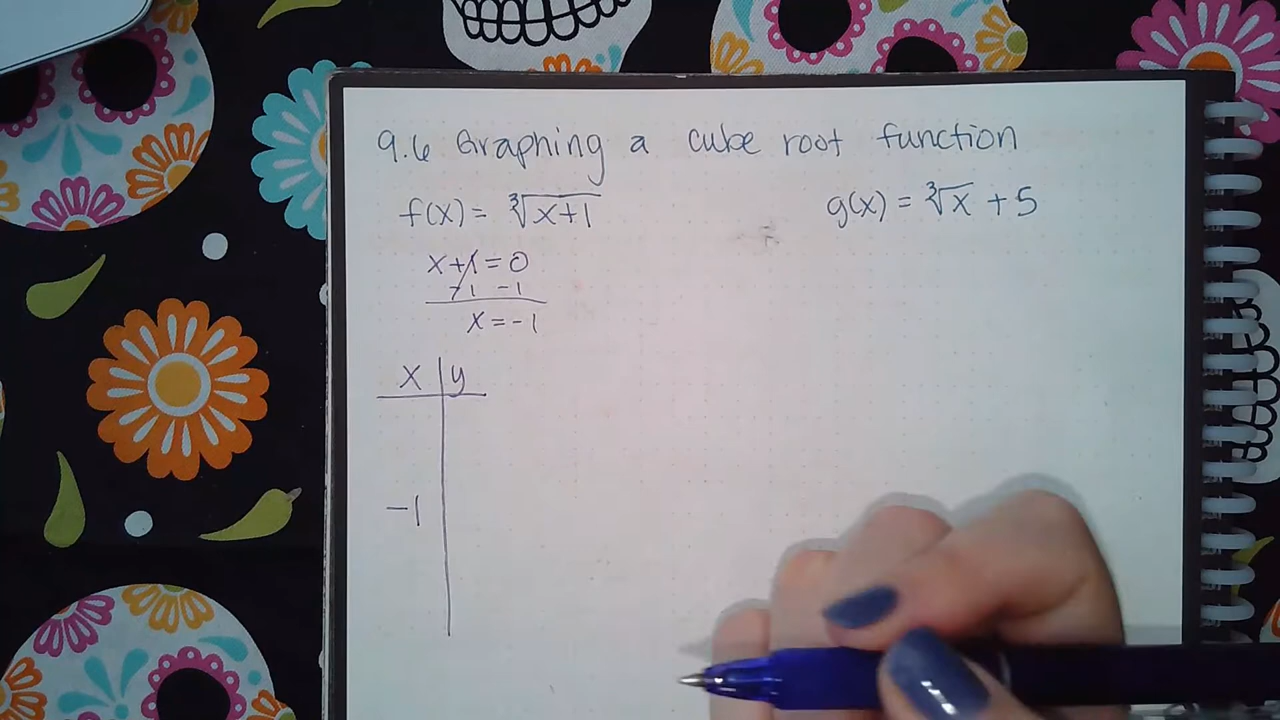 9.6 Graphing a cube root function
f(x) = ∛(x+1)
g(x) = ∛x + 5
x+1=0
-1 -1
x=-1
x y
-1